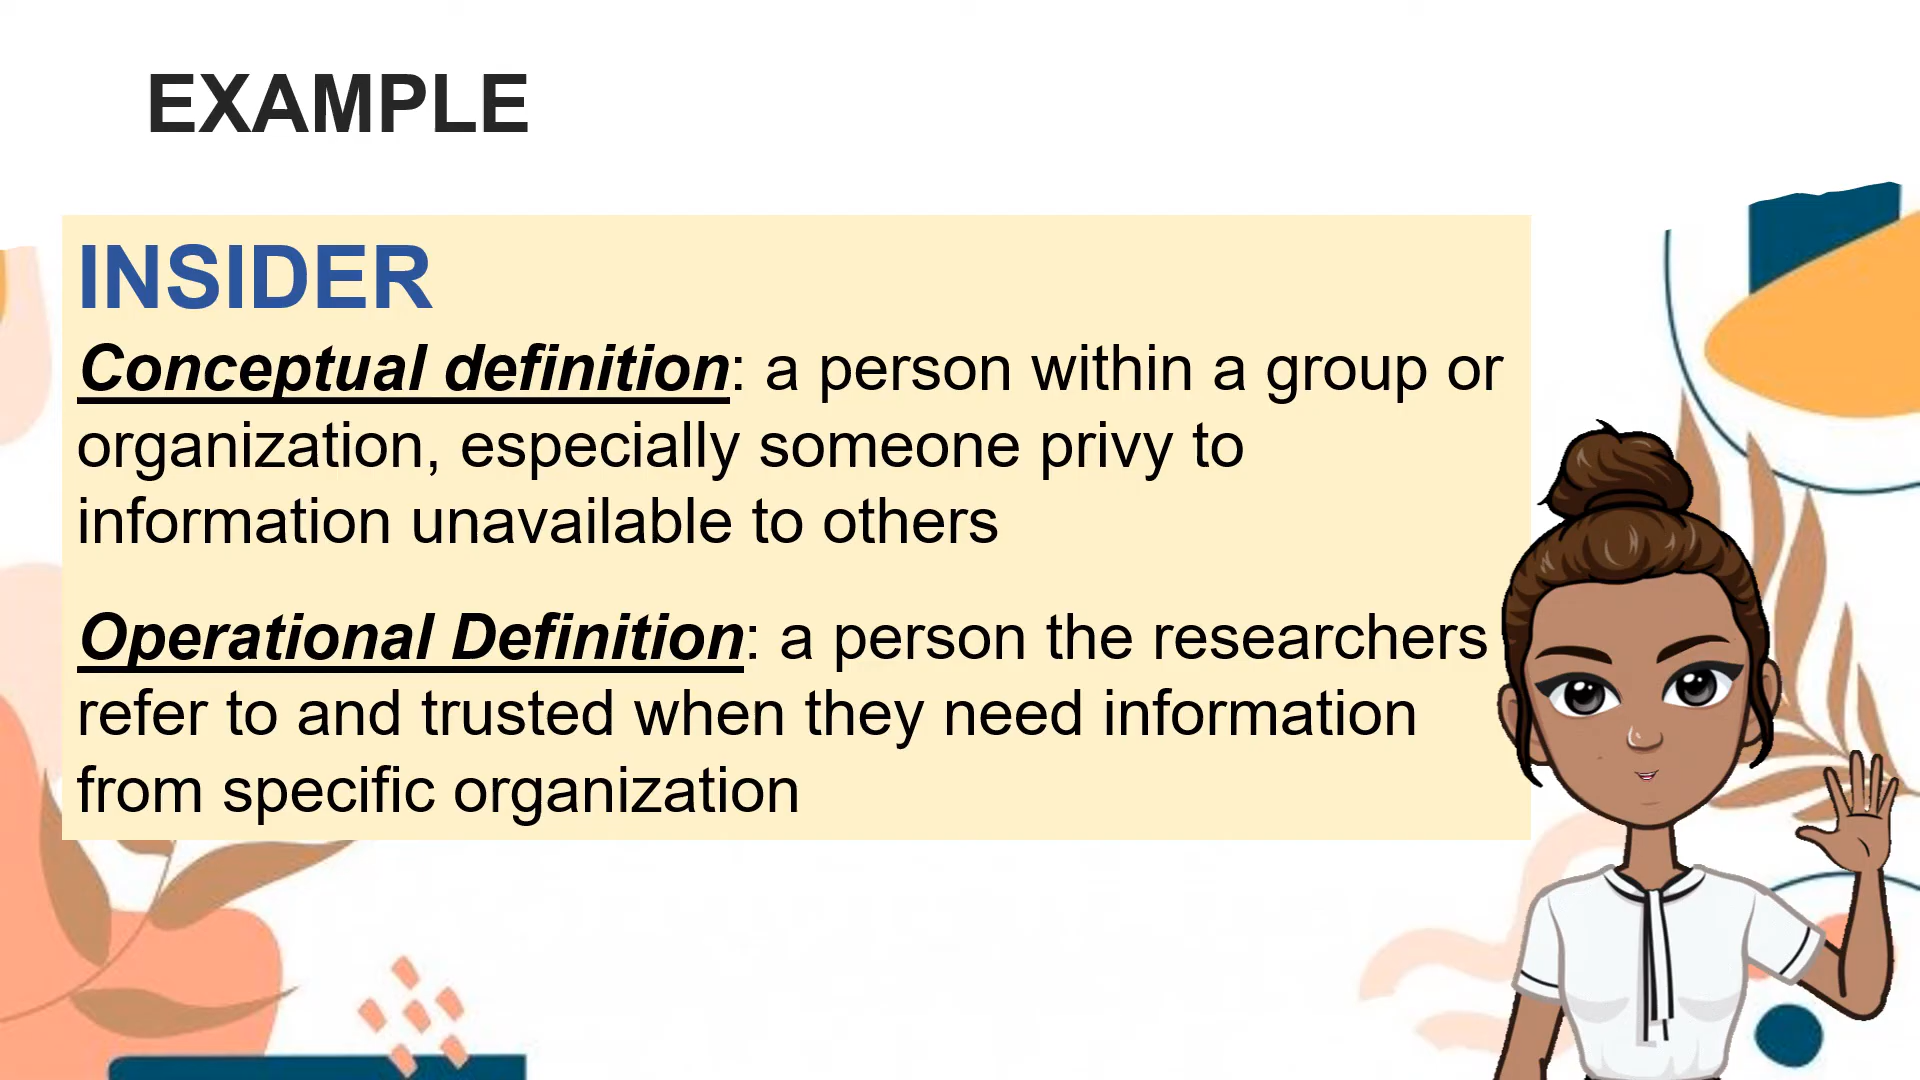 EXAMPLE
INSIDER
Conceptual definition: a person within a group or
organization, especially someone privy to
information unavailable to others
Operational Definition: a person the researchers
refer to and trusted when they need information
from specific organization